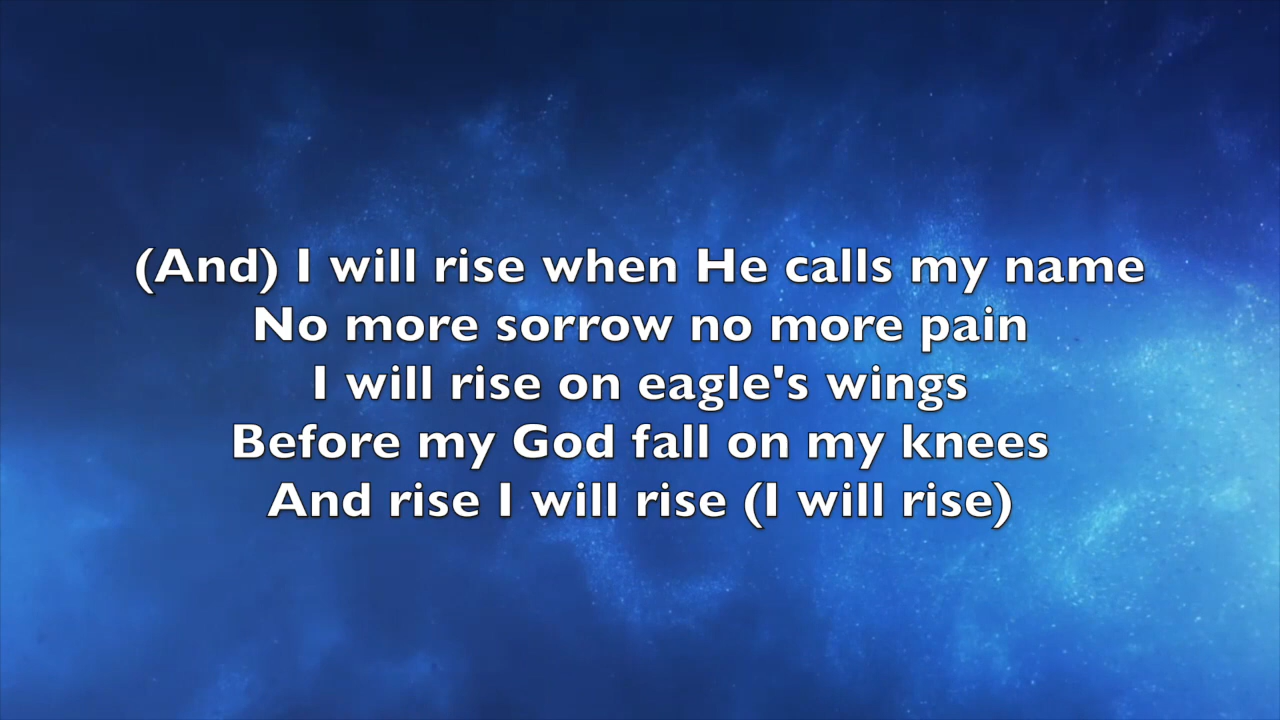 (And) I will rise when He calls my name
No more sorrow no more pain
I will rise on eagle's wings
Before my God fall on my knees
And rise I will rise (I will rise)